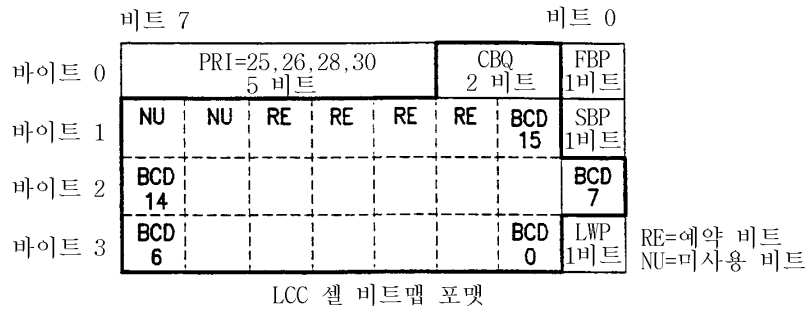 비트 7 비트 0
바이트 0 PRI=25,26,28,30 CBQ FBP
5 비트 2 비트 1비트
바이트 1 NU NU RE RE RE RE BCD SBP
15 1비트
바이트 2 BCD BCD
14 7
바이트 3 BCD BCD LWP RE=예약 비트
6 0 1비트 NU=미사용 비트
LCC 셀 비트맵 포맷